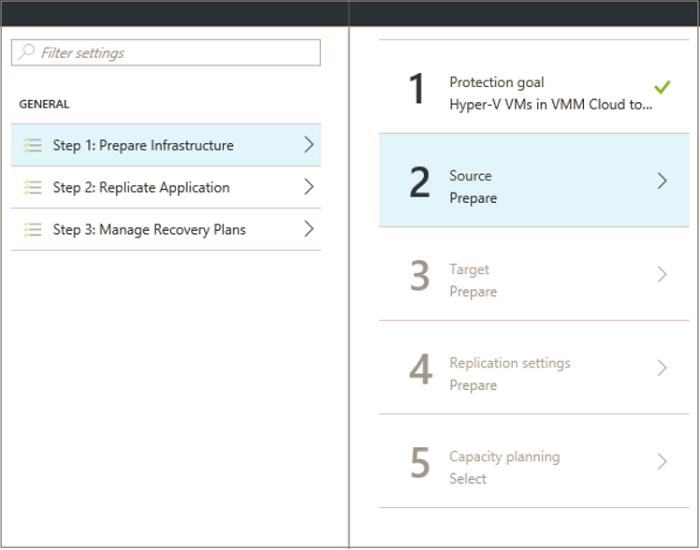 Filter settings
GENERAL
Step 1: Prepare Infrastructure
Step 2: Replicate Application
Step 3: Manage Recovery Plans
1
Protection goal
Hyper-V VMs in VMM Cloud to...
2
Source
Prepare
3
Target
Prepare
4
Replication settings
Prepare
5
Capacity planning
Select